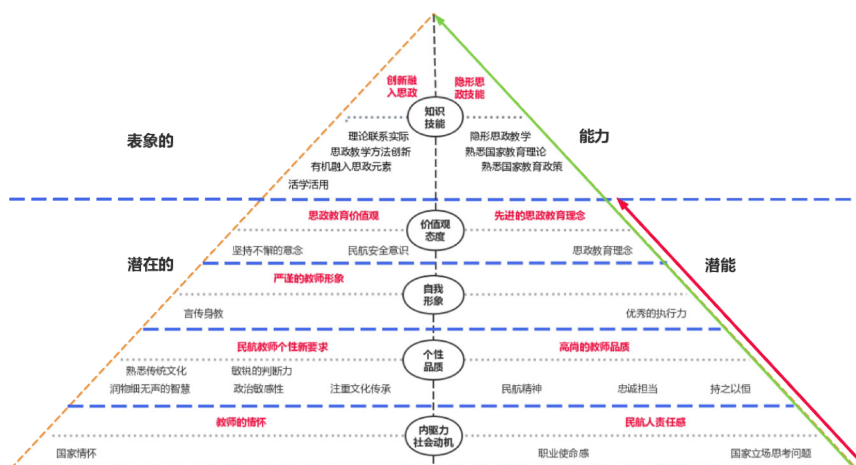 创新融
入思政
隐形思
政技能
知识
技能
表象的
能力
理论联系实际
隐形思政教学
思政教学方法创新
熟悉国家教育理论
有机融入思政元素
熟悉国家教育政策
活学活用
思政教育价值观
价值观
态度
先进的思政教育理念
坚持不懈的意念
民航安全意识
思政教育理念
潜在的
潜能
严谨的教师形象
自我
形象
言传身教
优秀的执行力
民航教师个性新要求
个性
品质
高尚的教师品质
熟悉传统文化
敏锐的判断力
润物细无声的智慧
政治敏感性
注重文化传承
民航精神
忠诚担当
持之以恒
教师的情怀
内驱力
社会动机
民航人责任感
国家情怀
职业使命感
国家立场思考问题